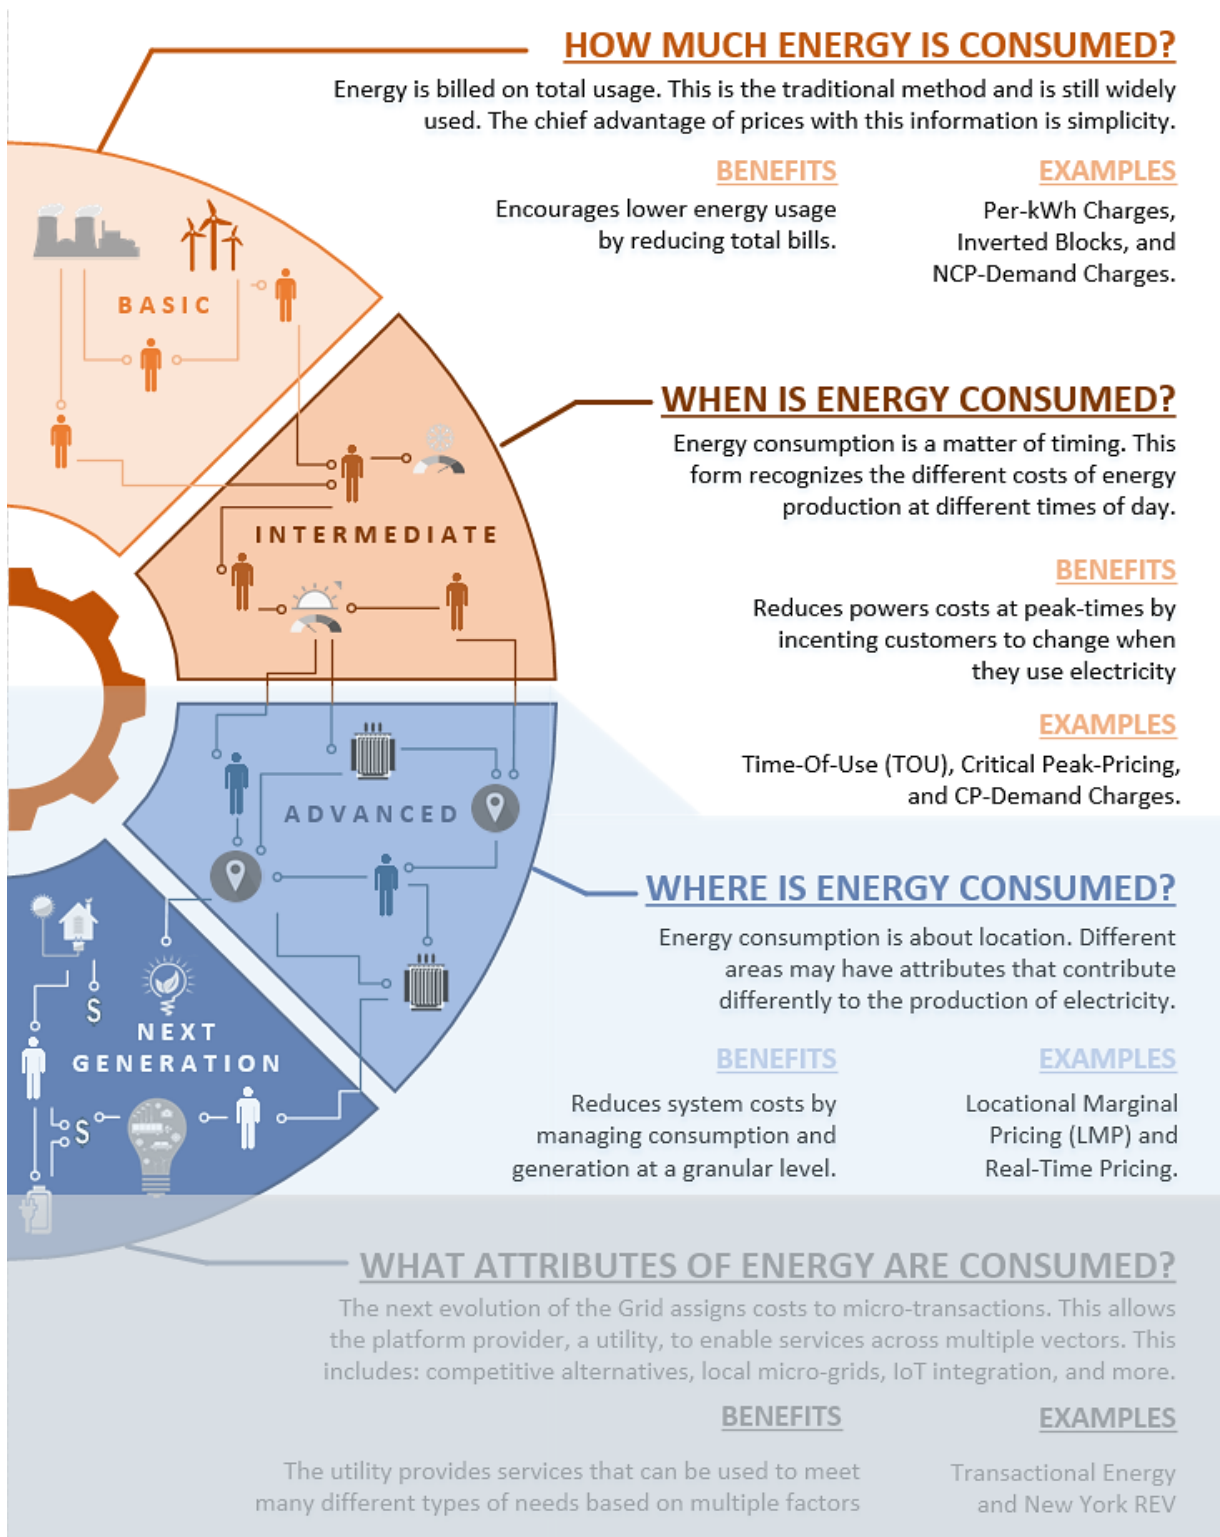 HOW MUCH ENERGY IS CONSUMED?
Energy is billed on total usage. This is the traditional method and is still widely
used. The chief advantage of prices with this information is simplicity.
BENEFITS
Encourages lower energy usage
by reducing total bills.
EXAMPLES
Per-kWh Charges,
Inverted Blocks, and
NCP-Demand Charges.
BASIC
WHEN IS ENERGY CONSUMED?
Energy consumption is a matter of timing. This
form recognizes the different costs of energy
production at different times of day.
INTERMEDIATE
BENEFITS
Reduces powers costs at peak-times by
incenting customers to change when
they use electricity
EXAMPLES
Time-Of-Use (TOU), Critical Peak-Pricing,
and CP-Demand Charges.
ADVANCED
WHERE IS ENERGY CONSUMED?
Energy consumption is about location. Different
areas may have attributes that contribute
differently to the production of electricity.
BENEFITS
Reduces system costs by
managing consumption and
generation at a granular level.
EXAMPLES
Locational Marginal
Pricing (LMP) and
Real-Time Pricing.
$
NEXT
GENERATION
$
WHAT ATTRIBUTES OF ENERGY ARE CONSUMED?
The next evolution of the Grid assigns costs to micro-transactions. This allows
the platform provider, a utility, to enable services across multiple vectors. This
includes: competitive alternatives, local micro-grids, IoT integration, and more.
BENEFITS
The utility provides services that can be used to meet
many different types of needs based on multiple factors
EXAMPLES
Transactional Energy
and New York REV